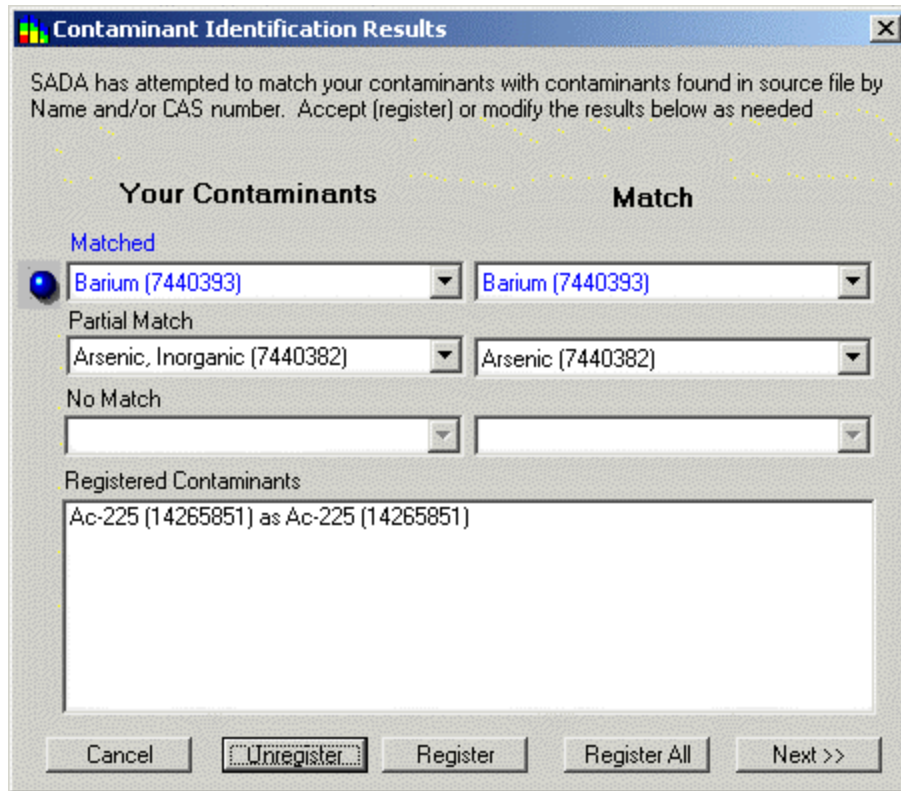 Contaminant Identification Results
SADA has attempted to match your contaminants with contaminants found in source file by
Name and/or CAS number.  Accept (register) or modify the results below as needed
Your Contaminants Match
Matched
Barium (7440393) Barium (7440393)
Partial Match
Arsenic, Inorganic (7440382) Arsenic (7440382)
No Match
Registered Contaminants
Ac-225 (14265851) as Ac-225 (14265851)
Cancel Unregister Register Register All Next >>